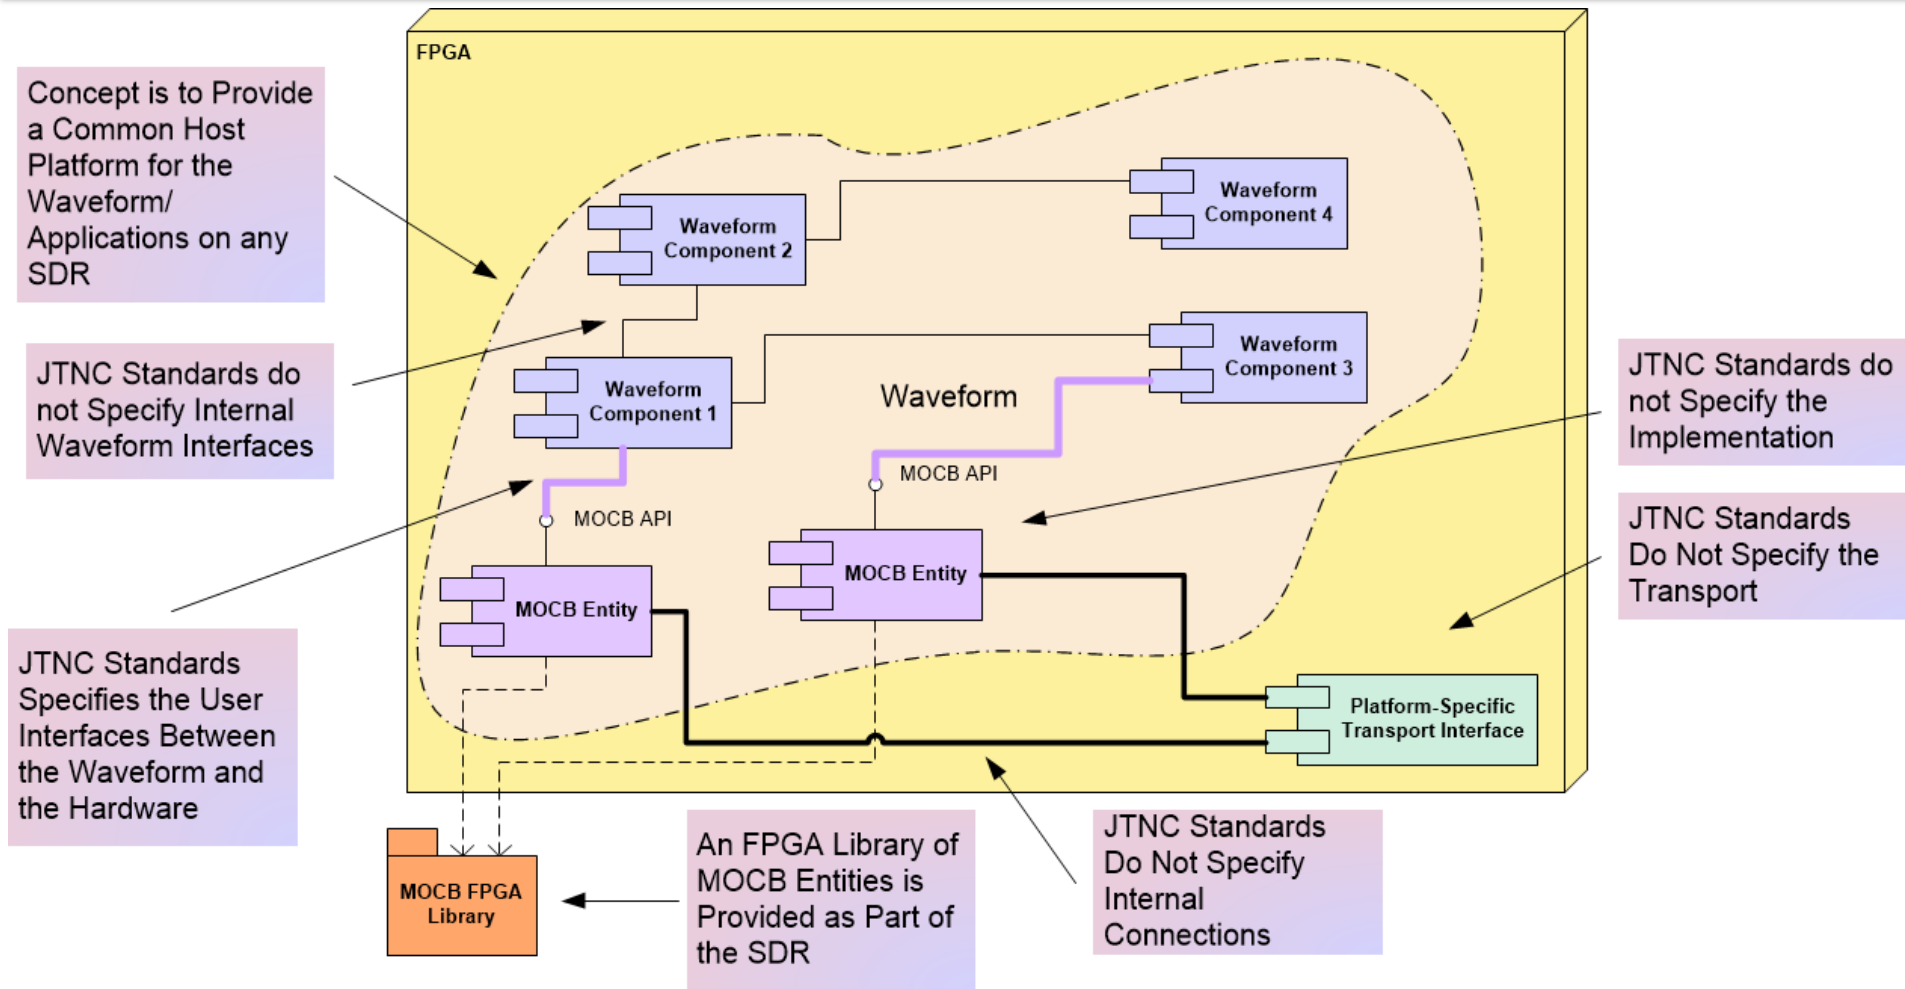 FPGA
Concept is to Provide
a Common Host
Platform for the
Waveform/
Applications on any
SDR
Waveform
Component 4
Waveform
Component 2
Waveform
Component 3
JTNC Standards do
not Specify Internal
Waveform Interfaces
Waveform
Component 1
Waveform
JTNC Standards do
not Specify the
Implementation
MOCB API
MOCB API
JTNC Standards
Do Not Specify the
Transport
MOCB Entity
MOCB Entity
JTNC Standards
Specifies the User
Interfaces Between
the Waveform and
the Hardware
Platform-Specific
Transport Interface
MOCB FPGA
Library
An FPGA Library of
MOCB Entities is
Provided as Part of
the SDR
JTNC Standards
Do Not Specify
Internal
Connections